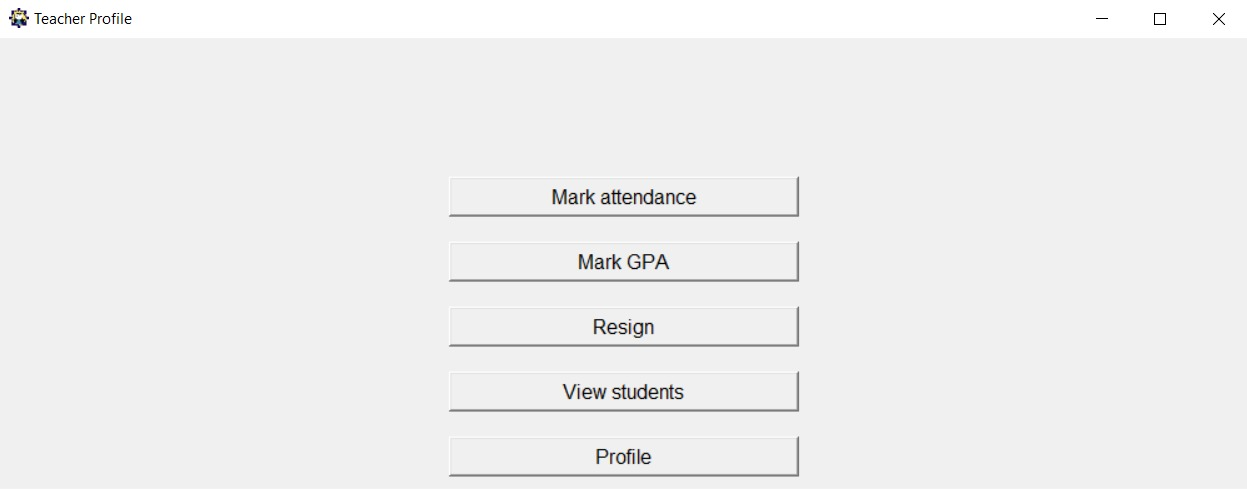 Teacher Profile
Mark attendance
Mark GPA
Resign
View students
Profile